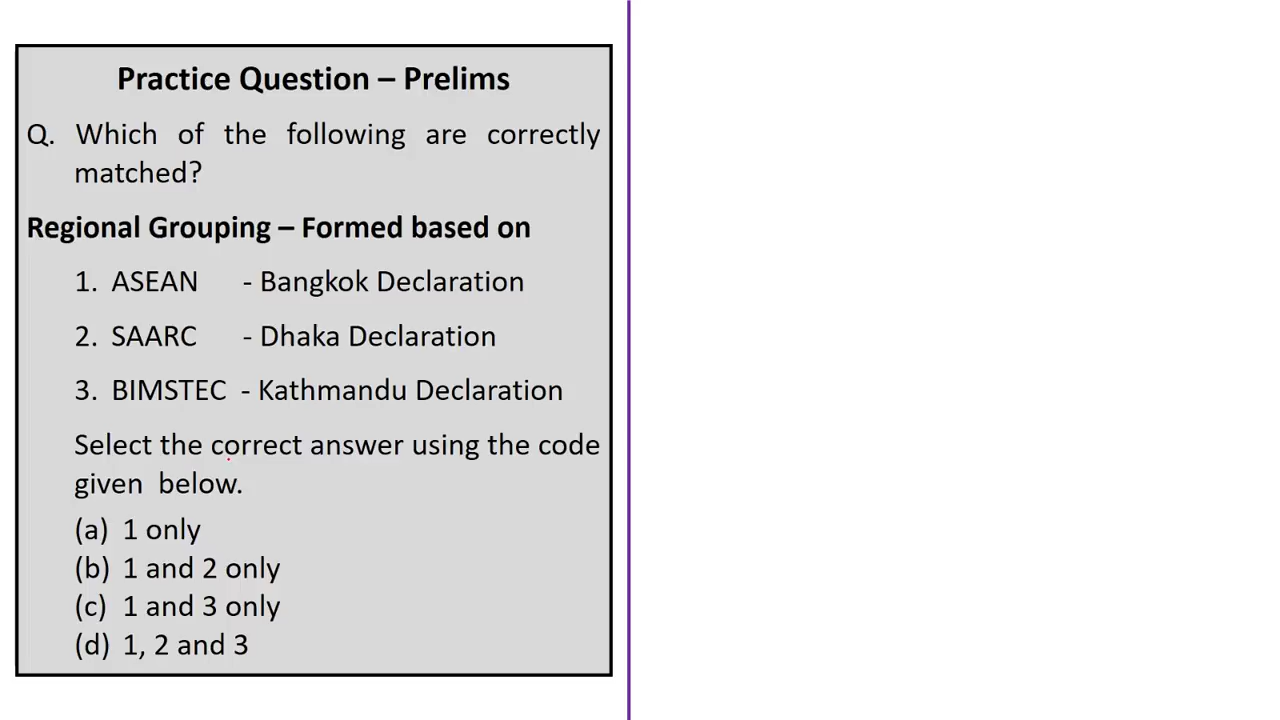 Practice Question – Prelims
Q. Which of the following are correctly
matched?
Regional Grouping – Formed based on
1. ASEAN - Bangkok Declaration
2. SAARC - Dhaka Declaration
3. BIMSTEC - Kathmandu Declaration
Select the correct answer using the code
given below.
(a) 1 only
(b) 1 and 2 only
(c) 1 and 3 only
(d) 1, 2 and 3